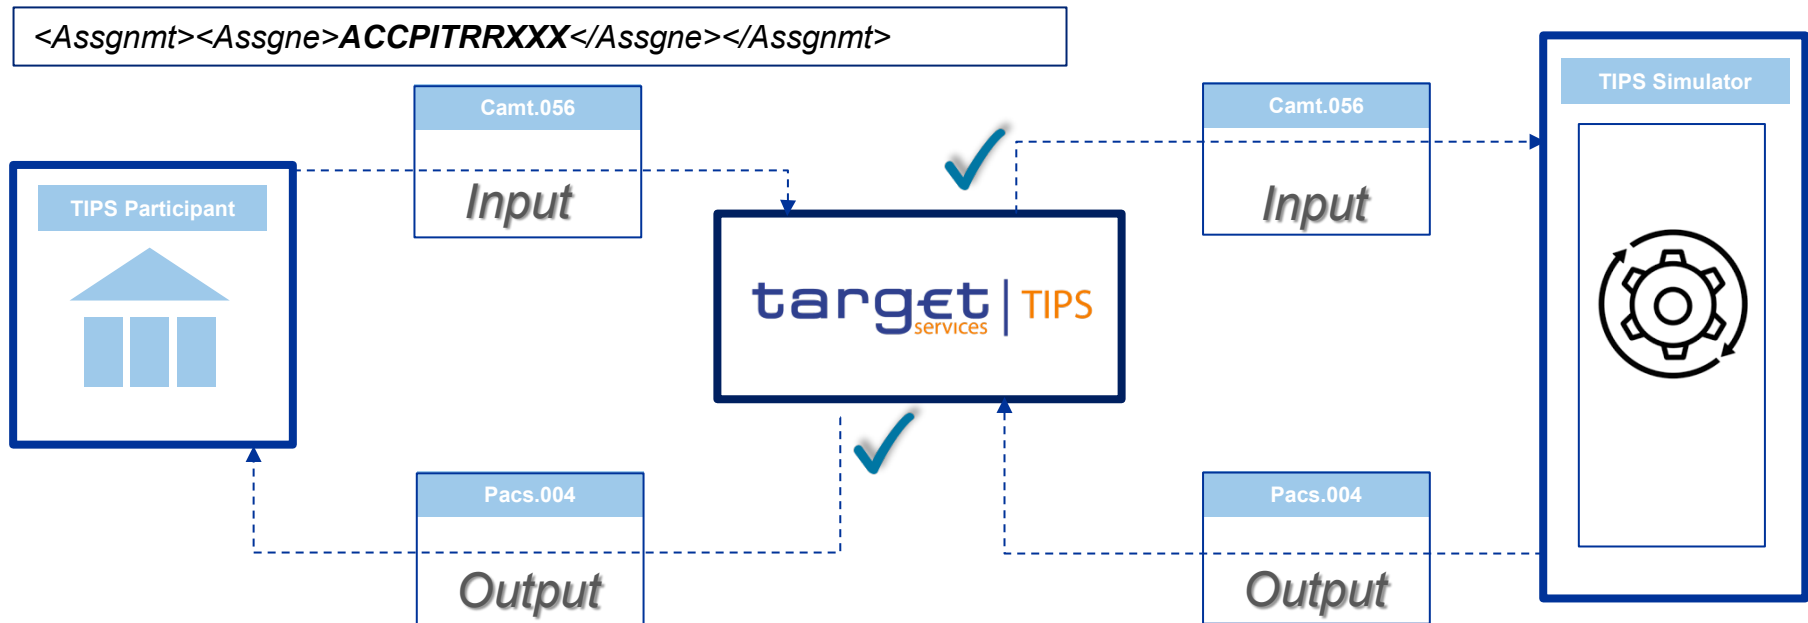 <Assgnmt><Assgne>ACCPITRRXXX</Assgne></Assgnmt>
TIPS Simulator
Camt.056
Input
Camt.056
Input
TIPS Participant
target services | TIPS
Pacs.004
Output
Pacs.004
Output